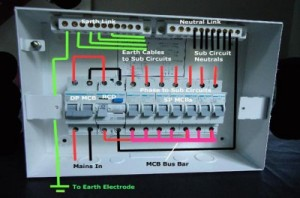 Earth Link
Neutral Link
Earth Cables
to Sub Circuits
Sub Circuit
Neutrals
Phase to Sub Circuits
DP MCB
RCD
SP MCBs
Mains In
MCB Bus Bar
To Earth Electrode